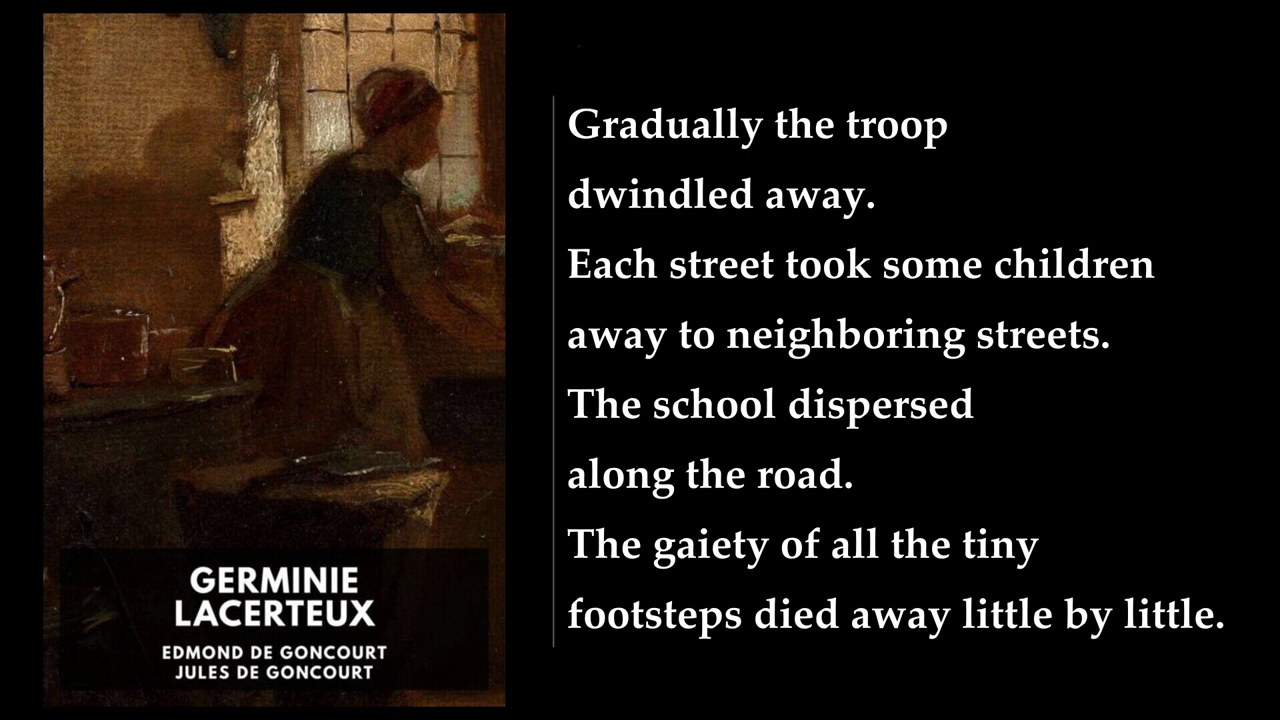 GERMINIE
LACERTEUX
EDMOND DE GONCOURT
JULES DE GONCOURT
Gradually the troop
dwindled away.
Each street took some children
away to neighboring streets.
The school dispersed
along the road.
The gaiety of all the tiny
footsteps died away little by little.